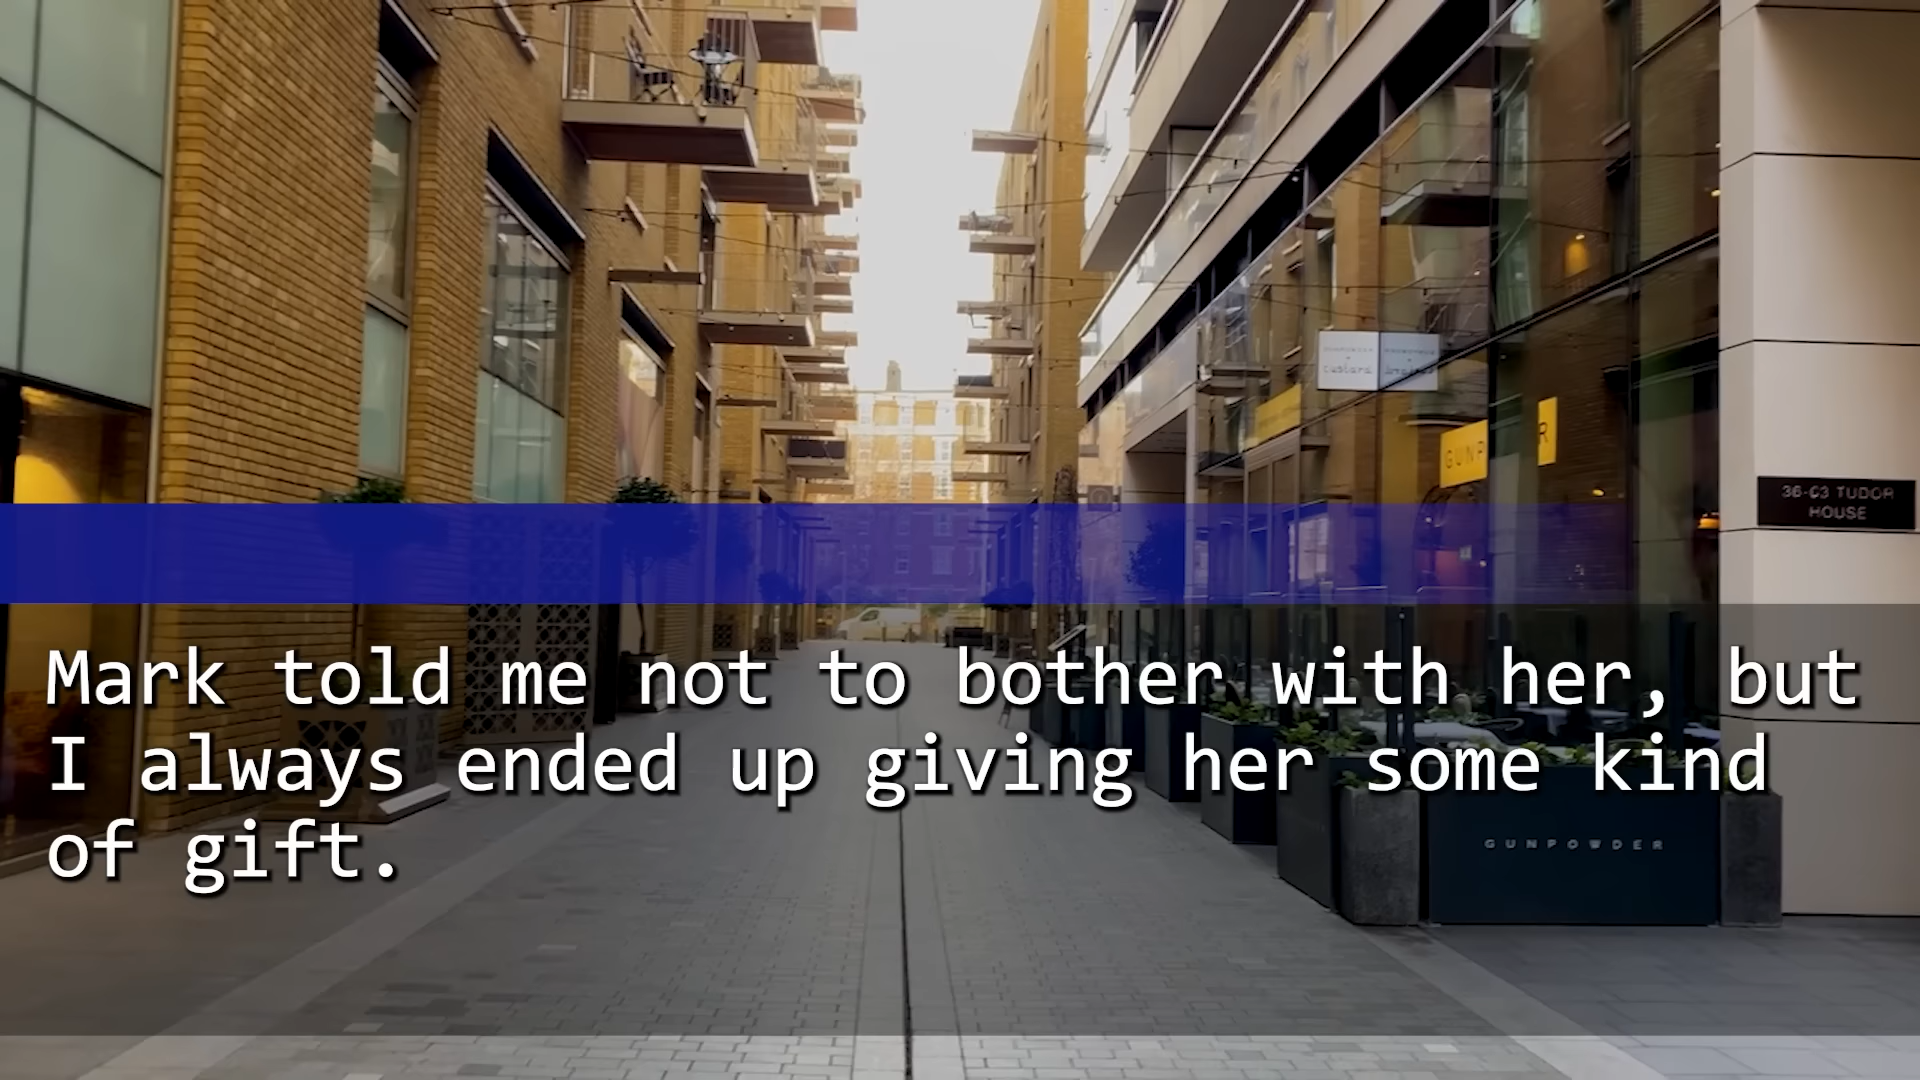 GUNP
R
36-63 TUDOR
HOUSE
Mark told me not to bother with her, but
I always ended up giving her some kind
of gift.
GUNPOWDER